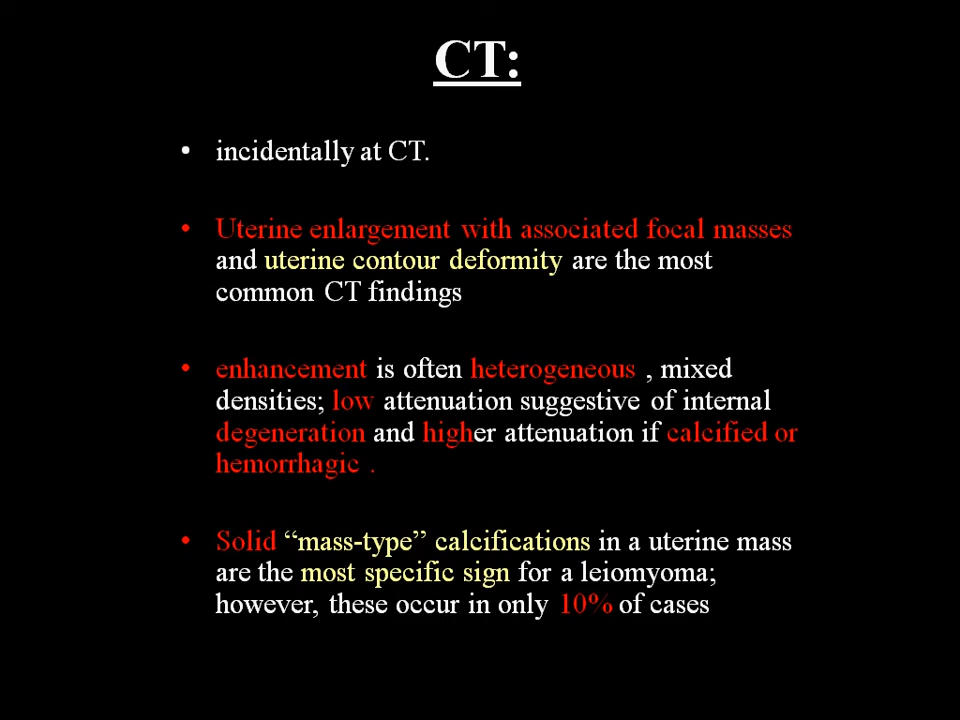 CT:
• incidentally at CT.
• Uterine enlargement with associated focal masses
and uterine contour deformity are the most
common CT findings
• enhancement is often heterogeneous , mixed
densities; low attenuation suggestive of internal
degeneration and higher attenuation if calcified or
hemorrhagic .
• Solid “mass-type” calcifications in a uterine mass
are the most specific sign for a leiomyoma;
however, these occur in only 10% of cases